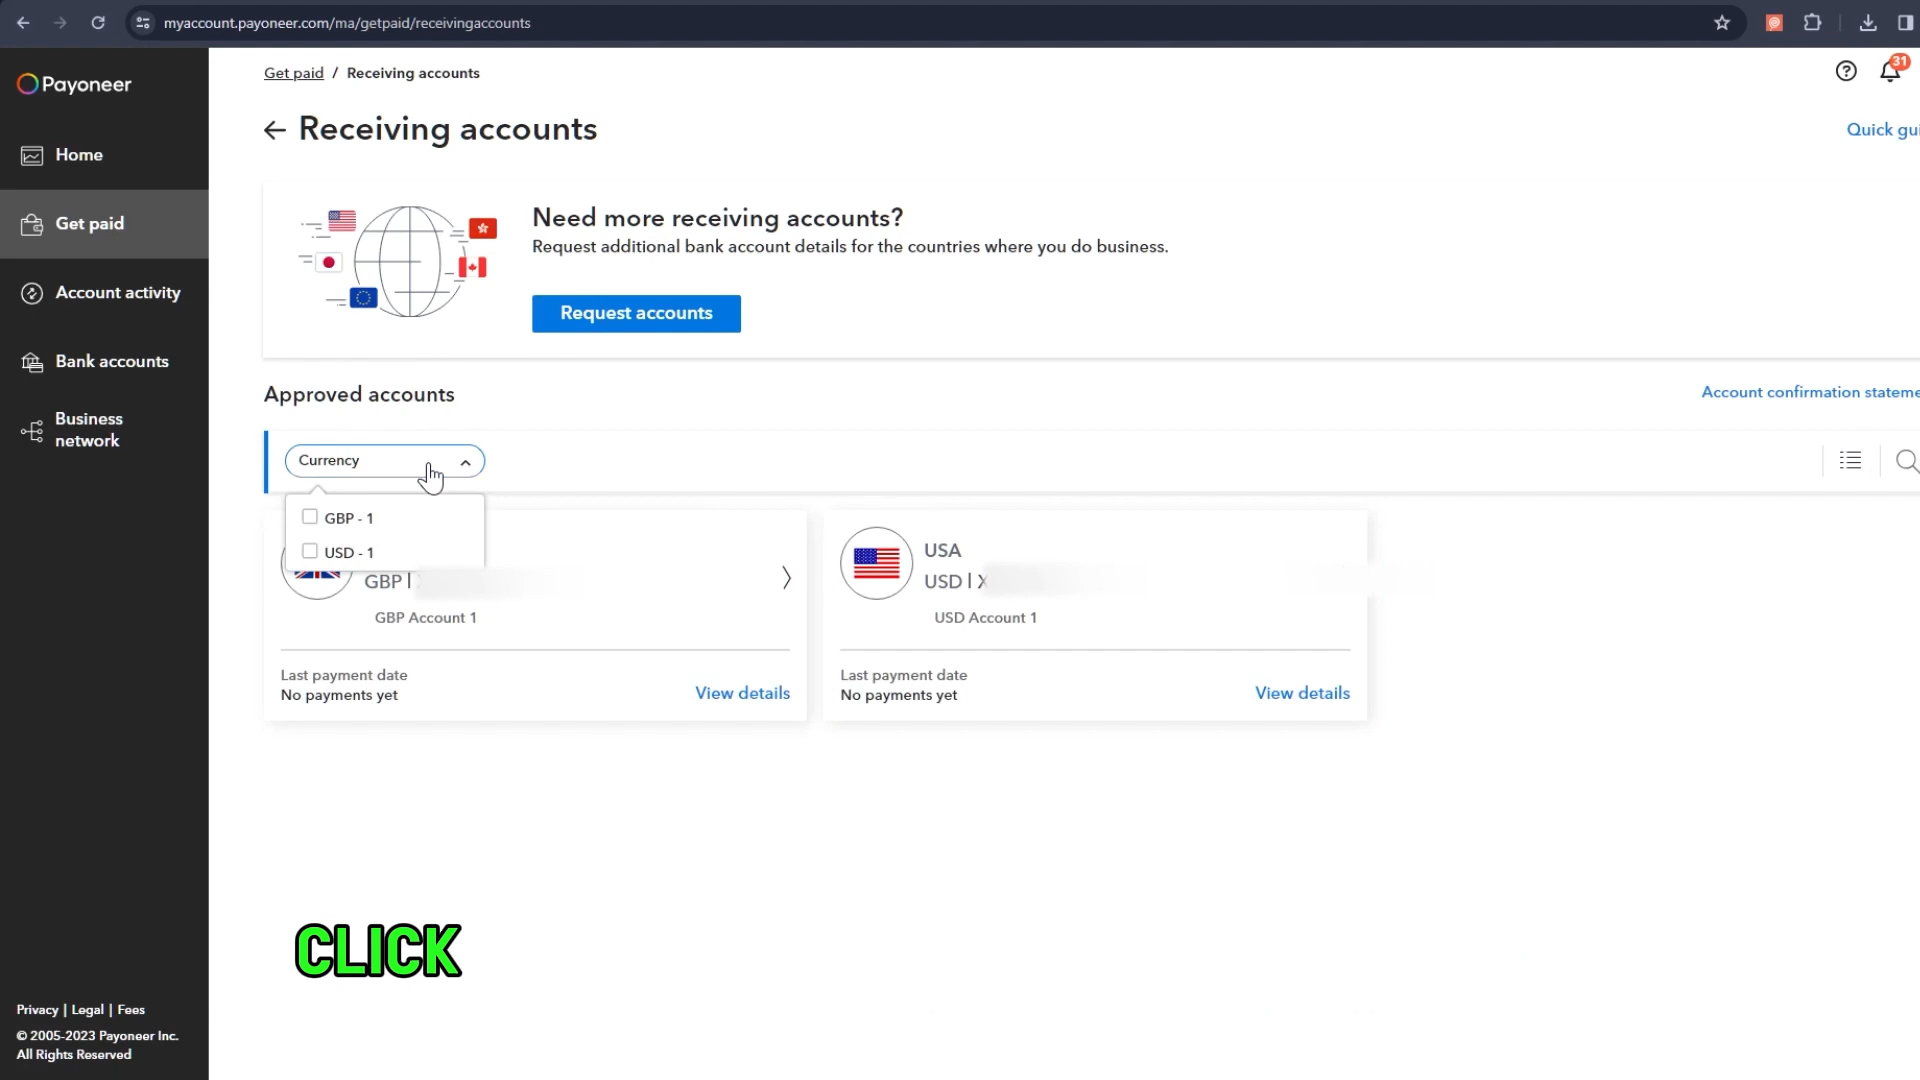 myaccount.payoneer.com/ma/getpaid/receivingaccounts
Payoneer
Home
Get paid
Account activity
Bank accounts
Business
network
Privacy | Legal | Fees
© 2005-2023 Payoneer Inc.
All Rights Reserved
Get paid / Receiving accounts
31
Receiving accounts
Quick gui
Need more receiving accounts?
Request additional bank account details for the countries where you do business.
Request accounts
Approved accounts
Account confirmation stateme
Currency
GBP - 1
USD - 1
GBP |
GBP Account 1
Last payment date
No payments yet
View details
USA
USD | X
USD Account 1
Last payment date
No payments yet
View details
CLICK